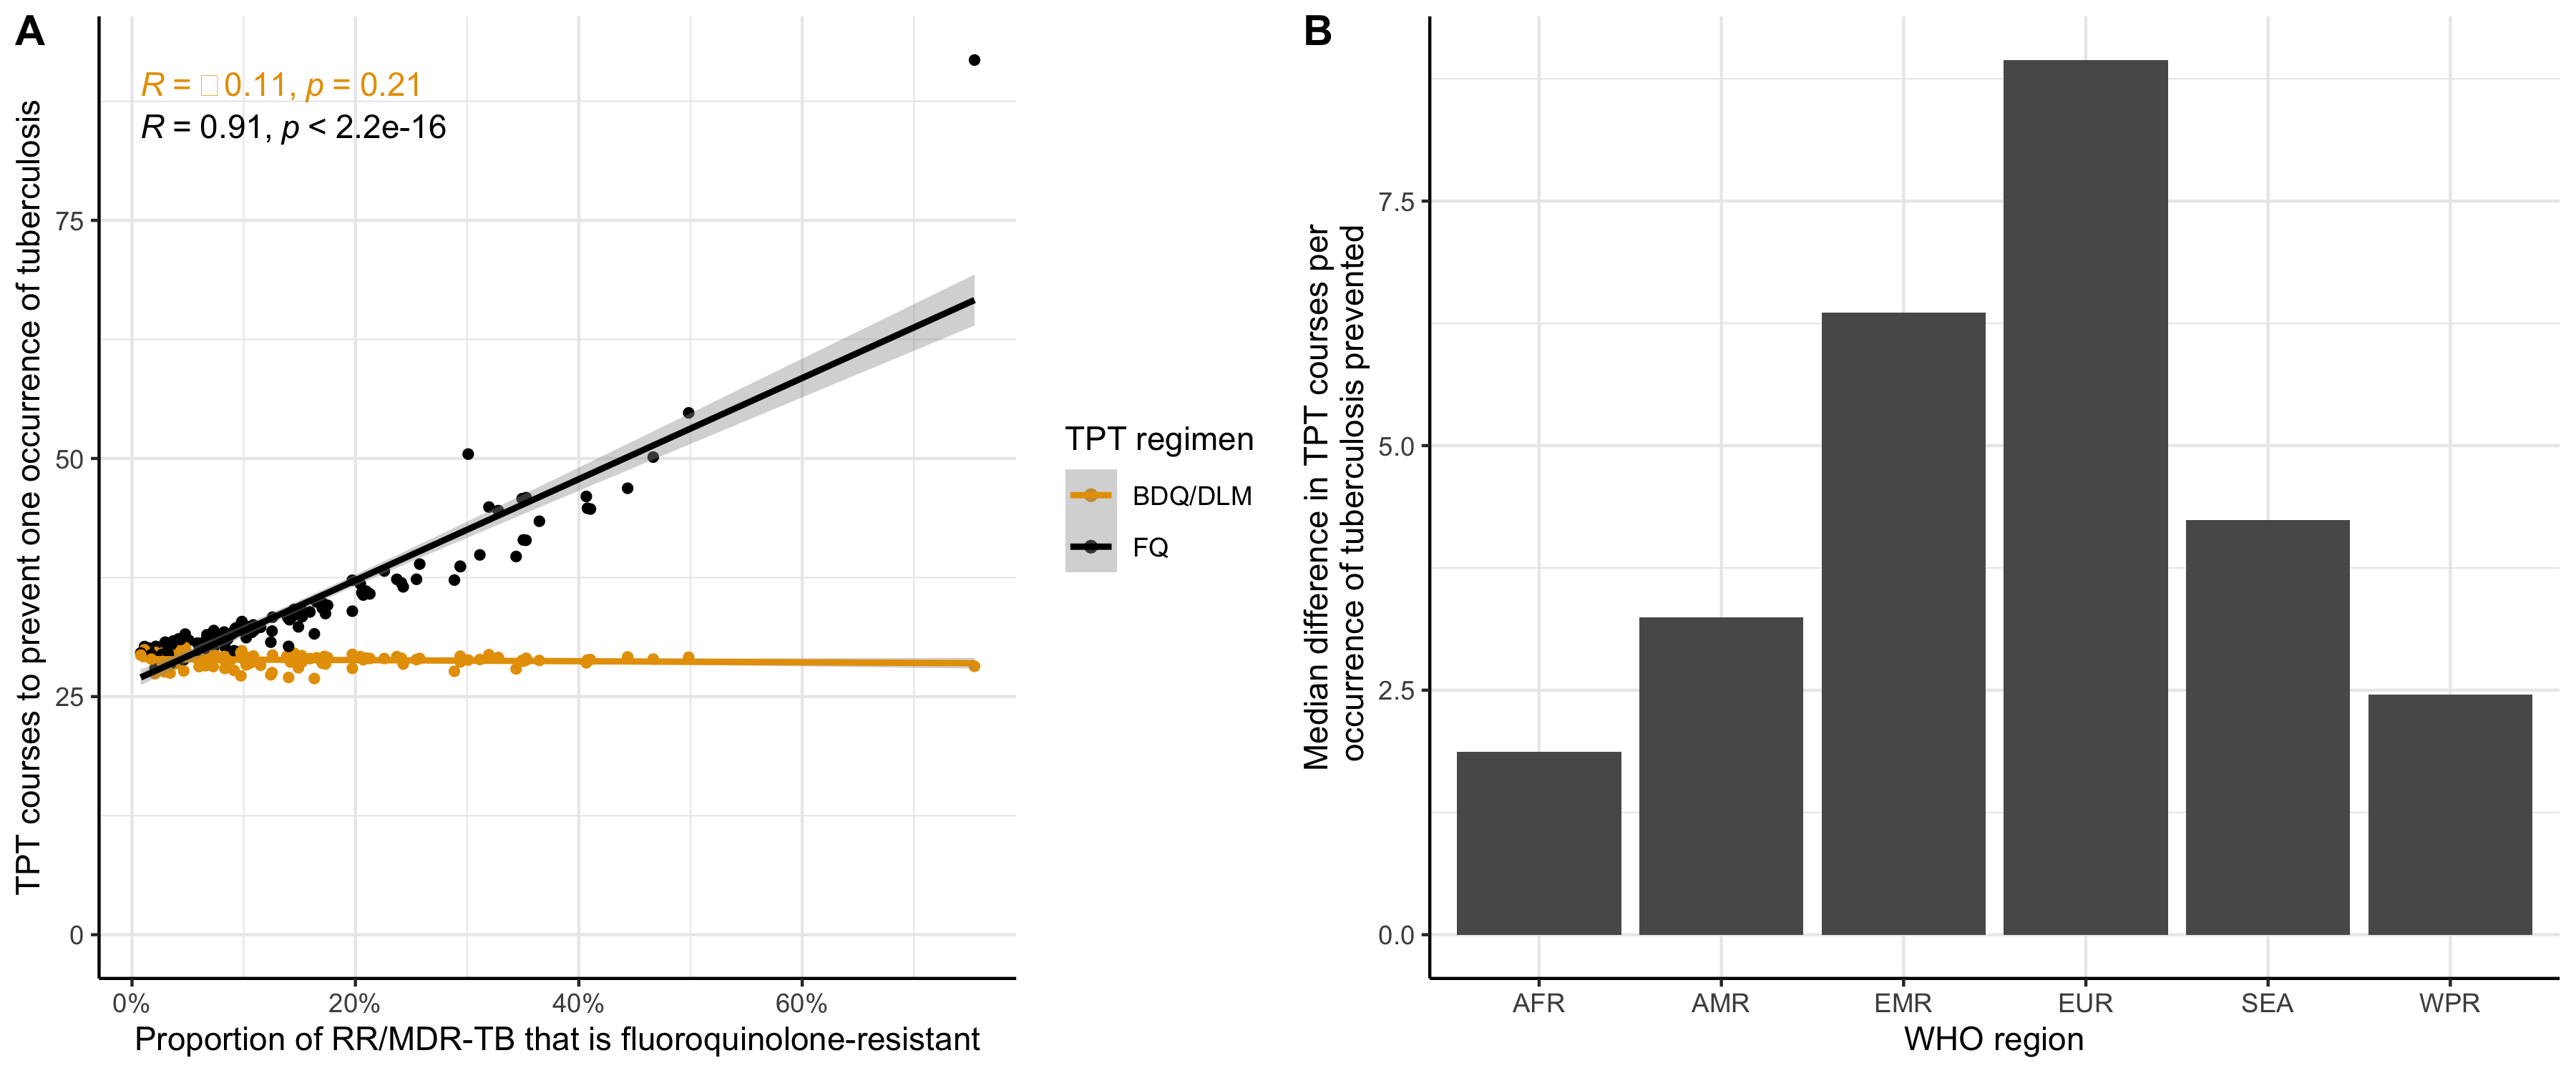 A
R = □ 0.11, p = 0.21
R = 0.91, p < 2.2e-16
TPT courses to prevent one occurrence of tuberculosis
75
50
25
0
0% 20% 40% 60%
Proportion of RR/MDR-TB that is fluoroquinolone-resistant
TPT regimen
BDQ/DLM
FQ
B
Median difference in TPT courses per
occurrence of tuberculosis prevented
7.5
5.0
2.5
0.0
AFR AMR EMR EUR SEA WPR
WHO region